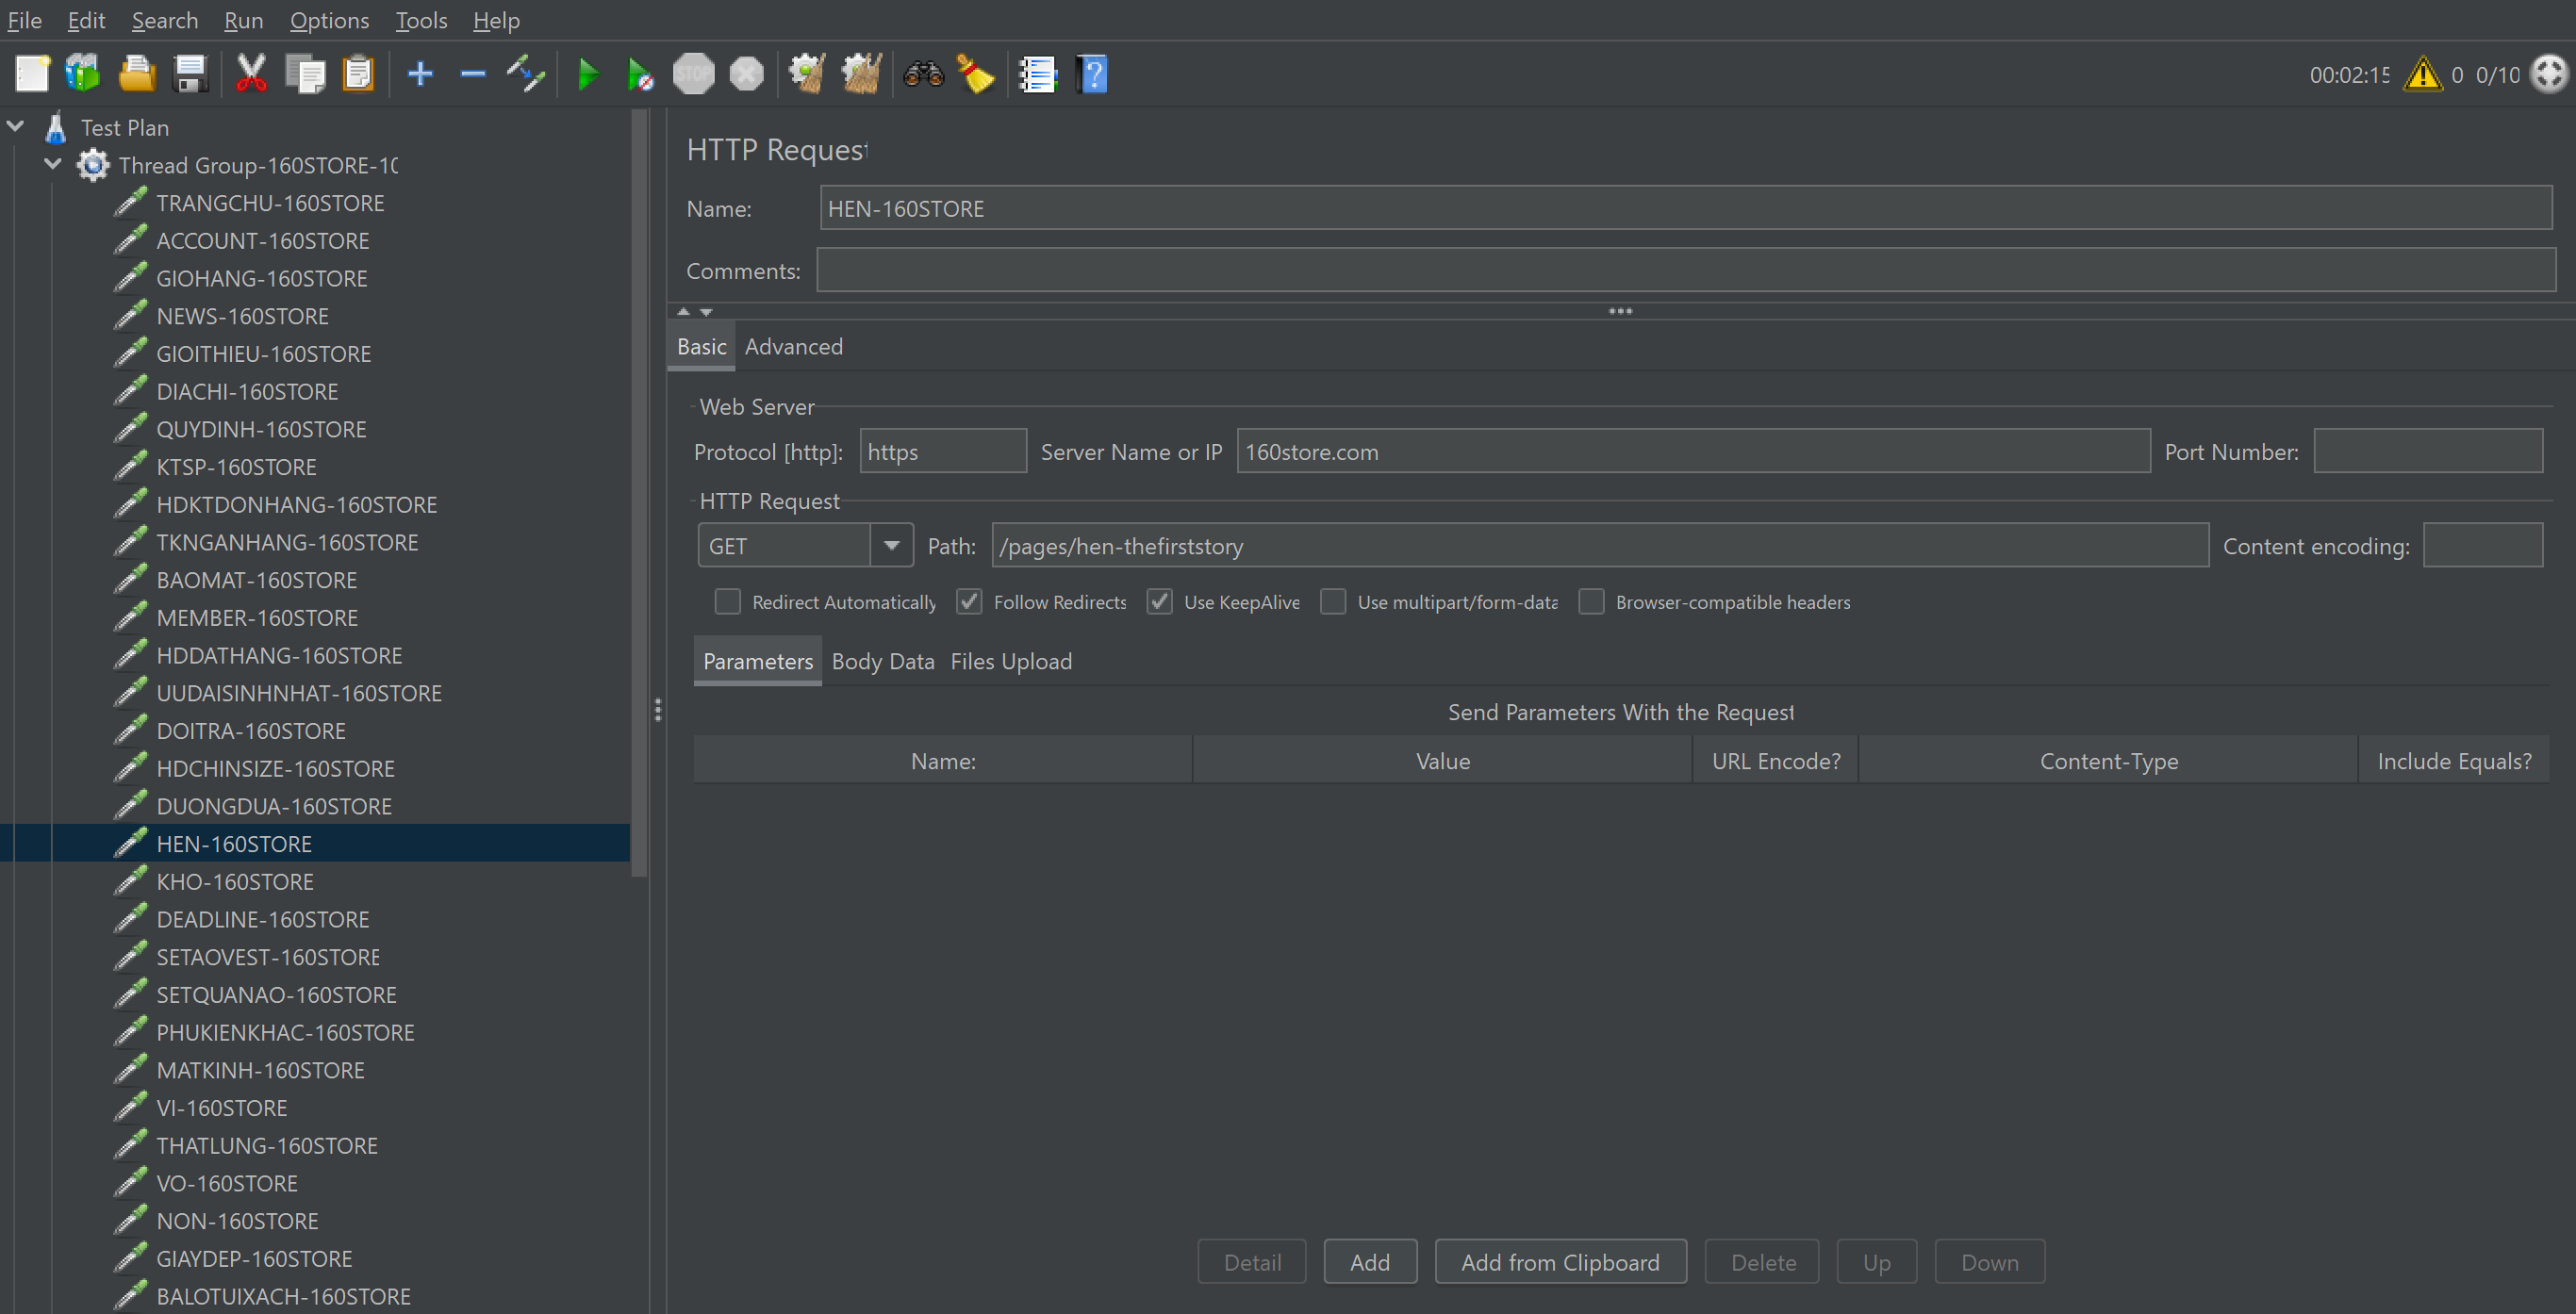 File Edit Search Run Options Tools Help
STOP
00:02:15 0 0/10
Test Plan
Thread Group-160STORE-10
TRANGCHU-160STORE
ACCOUNT-160STORE
GIOHANG-160STORE
NEWS-160STORE
GIOITHIEU-160STORE
DIACHI-160STORE
QUYDINH-160STORE
KTSP-160STORE
HDKTDONHANG-160STORE
TKNGANHANG-160STORE
BAOMAT-160STORE
MEMBER-160STORE
HDDATHANG-160STORE
UUDAISINHNHAT-160STORE
DOITRA-160STORE
HDCHINSIZE-160STORE
DUONGDUA-160STORE
HEN-160STORE
KHO-160STORE
DEADLINE-160STORE
SETAOVEST-160STORE
SETQUANAO-160STORE
PHUKIENKHAC-160STORE
MATKINH-160STORE
VI-160STORE
THATLUNG-160STORE
VO-160STORE
NON-160STORE
GIAYDEP-160STORE
BALOTUIXACH-160STORE
HTTP Request
Name: HEN-160STORE
Comments:
Basic Advanced
Web Server
Protocol [http]: https Server Name or IP 160store.com Port Number:
HTTP Request
GET Path: /pages/hen-thefirststory Content encoding:
Redirect Automatically Follow Redirects Use KeepAlive Use multipart/form-data Browser-compatible headers
Parameters Body Data Files Upload
Send Parameters With the Request
Name: Value URL Encode? Content-Type Include Equals?
Detail Add Add from Clipboard Delete Up Down